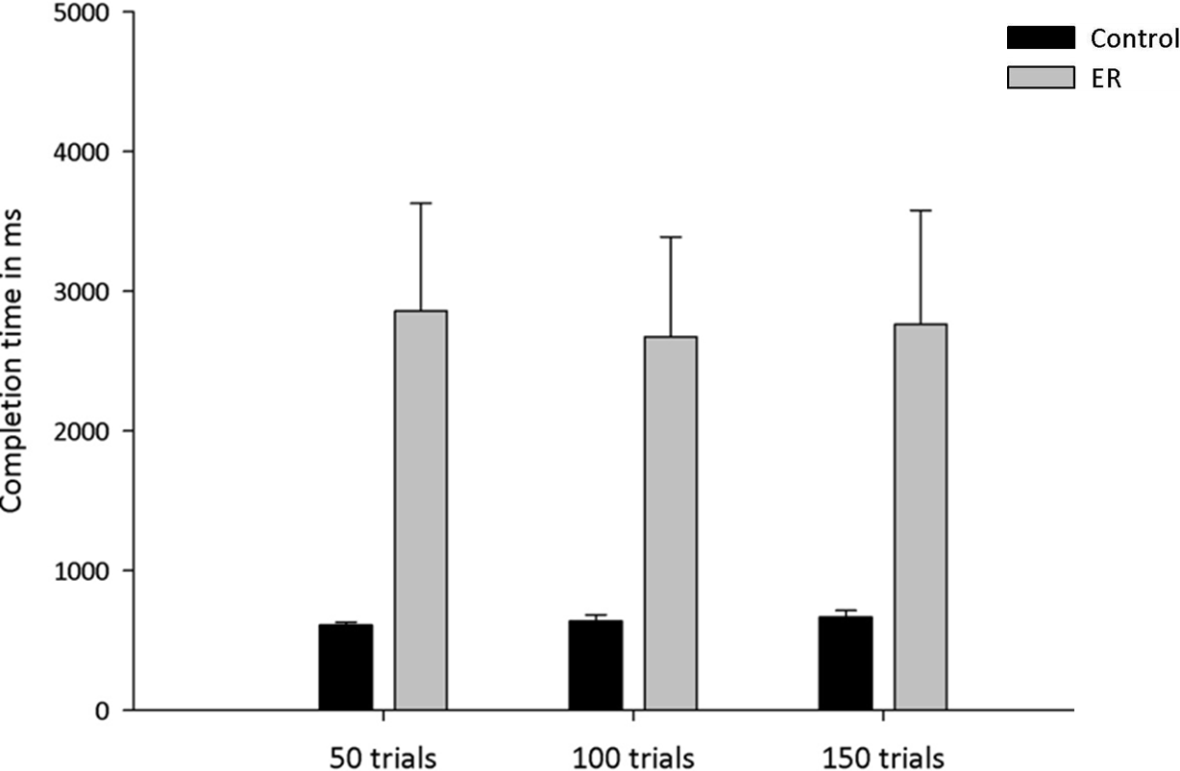 5000
4000
3000
2000
1000
0
Completion time in ms
50 trials
100 trials
150 trials
Control
ER